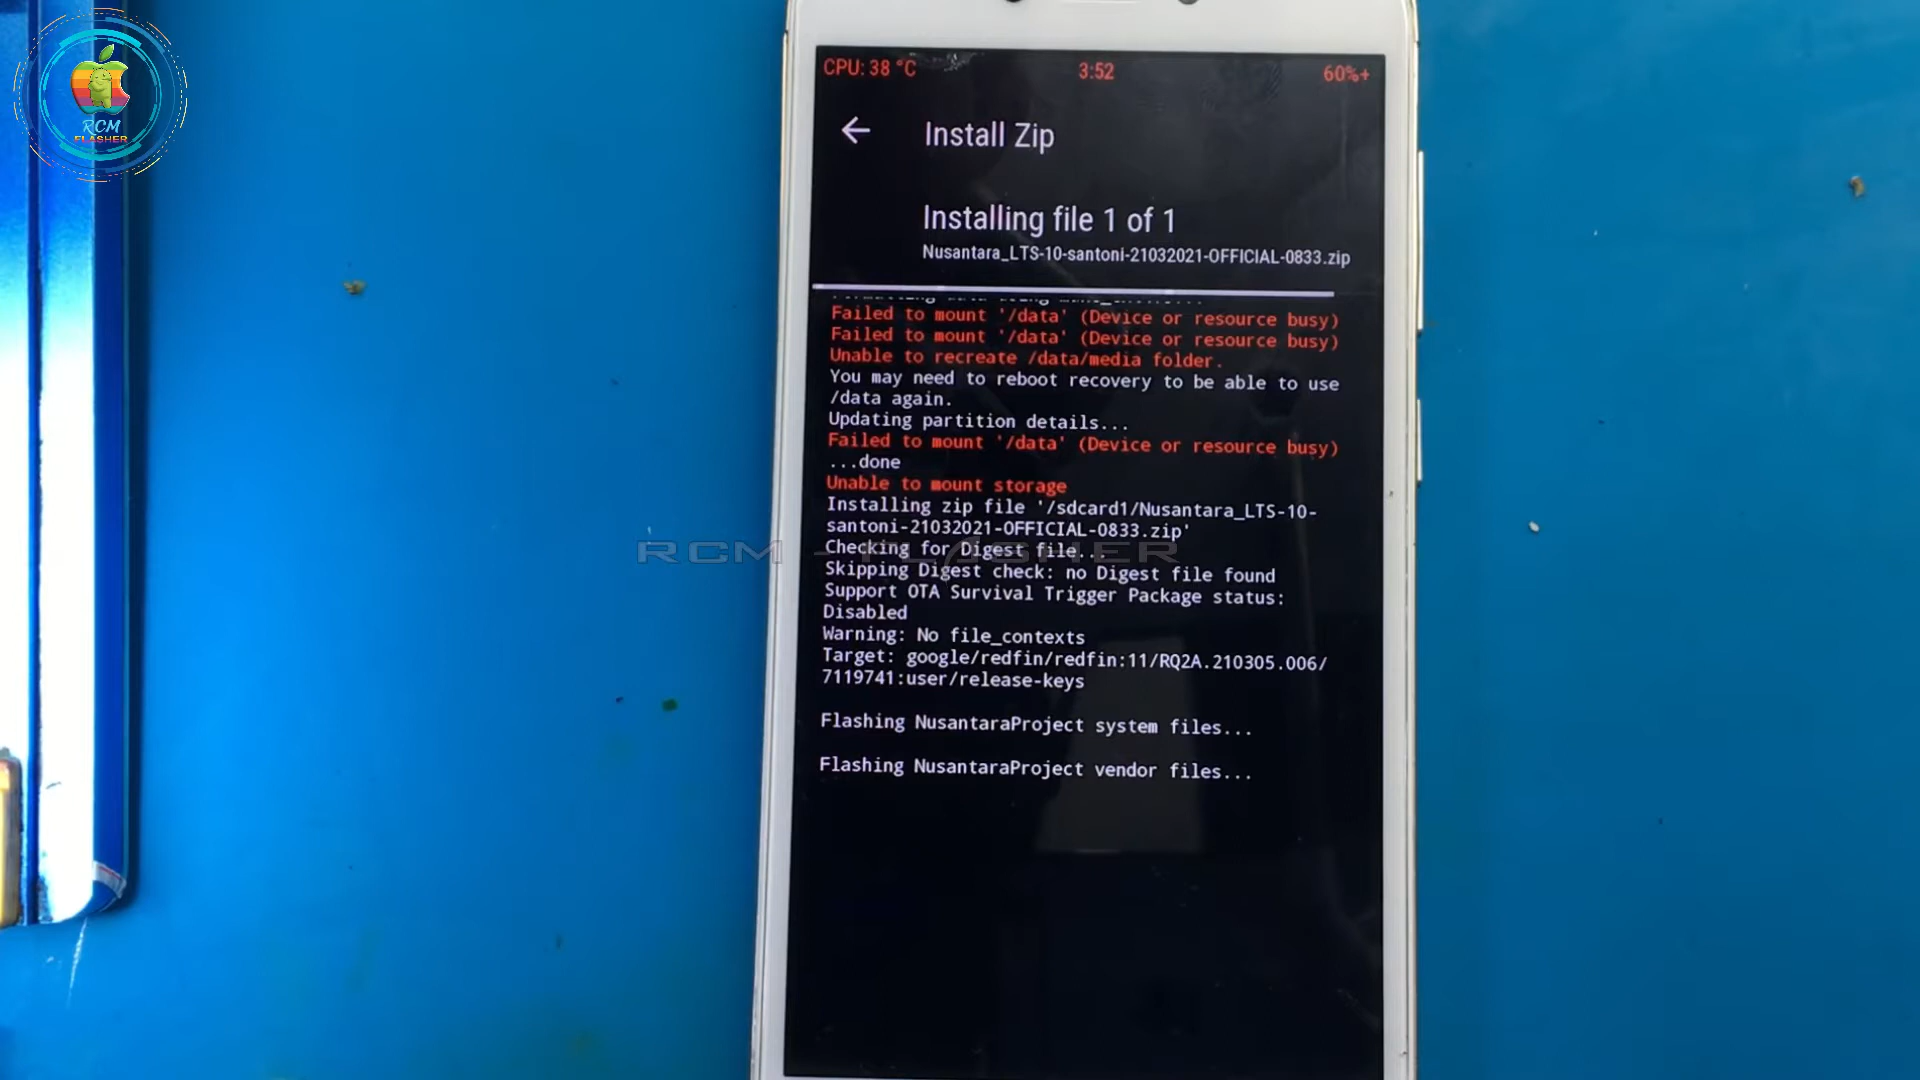 RCM
FLASHER
CPU: 38 °C
3:52
60%+
Install Zip
Installing file 1 of 1
Nusantara_LTS-10-santoni-21032021-OFFICIAL-0833.zip
Failed to mount '/data' (Device or resource busy)
Failed to mount '/data' (Device or resource busy)
Unable to recreate /data/media folder.
You may need to reboot recovery to be able to use
/data again.
Updating partition details...
Failed to mount '/data' (Device or resource busy)
...done
Unable to mount storage
Installing zip file '/sdcard1/Nusantara_LTS-10-
santoni-21032021-OFFICIAL-0833.zip'
Checking for Digest file...
RCM - FLASHER
Skipping Digest check: no Digest file found
Support OTA Survival Trigger Package status:
Disabled
Warning: No file_contexts
Target: google/redfin/redfin:11/RQ2A.210305.006/
7119741:user/release-keys
Flashing NusantaraProject system files...
Flashing NusantaraProject vendor files...